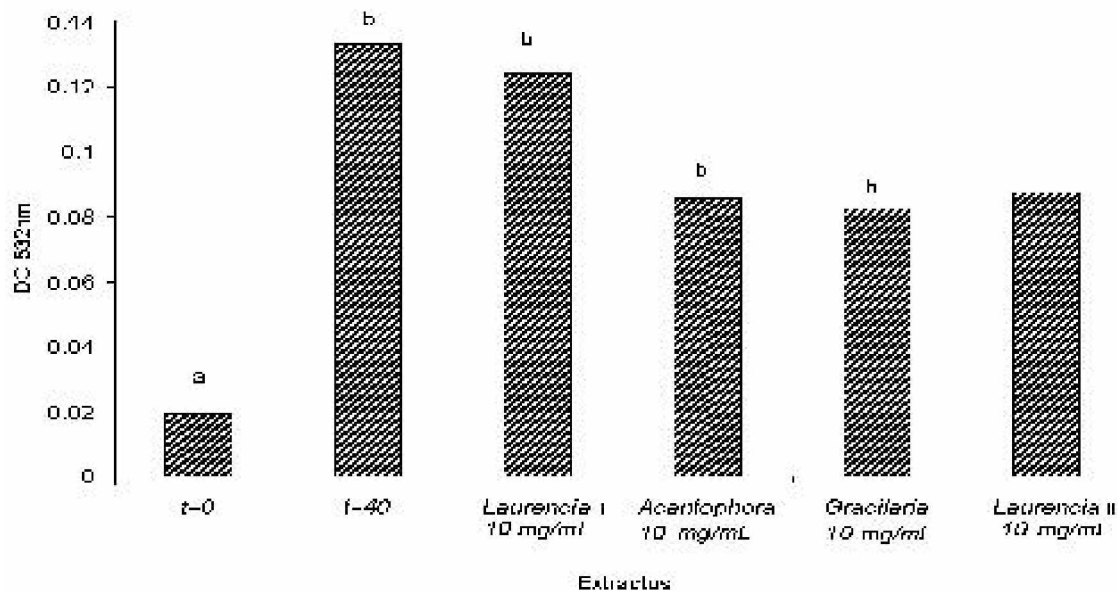 0.14
0.12
0.1
0.08
0.06
0.04
0.02
0
DO 532nm
a
b
b
b
b
t=0
t=40
Laurencia I
10 mg/mL
Acantophora
10 mg/mL
Gracilaria
10 mg/mL
Laurencia II
10 mg/mL
Extractos